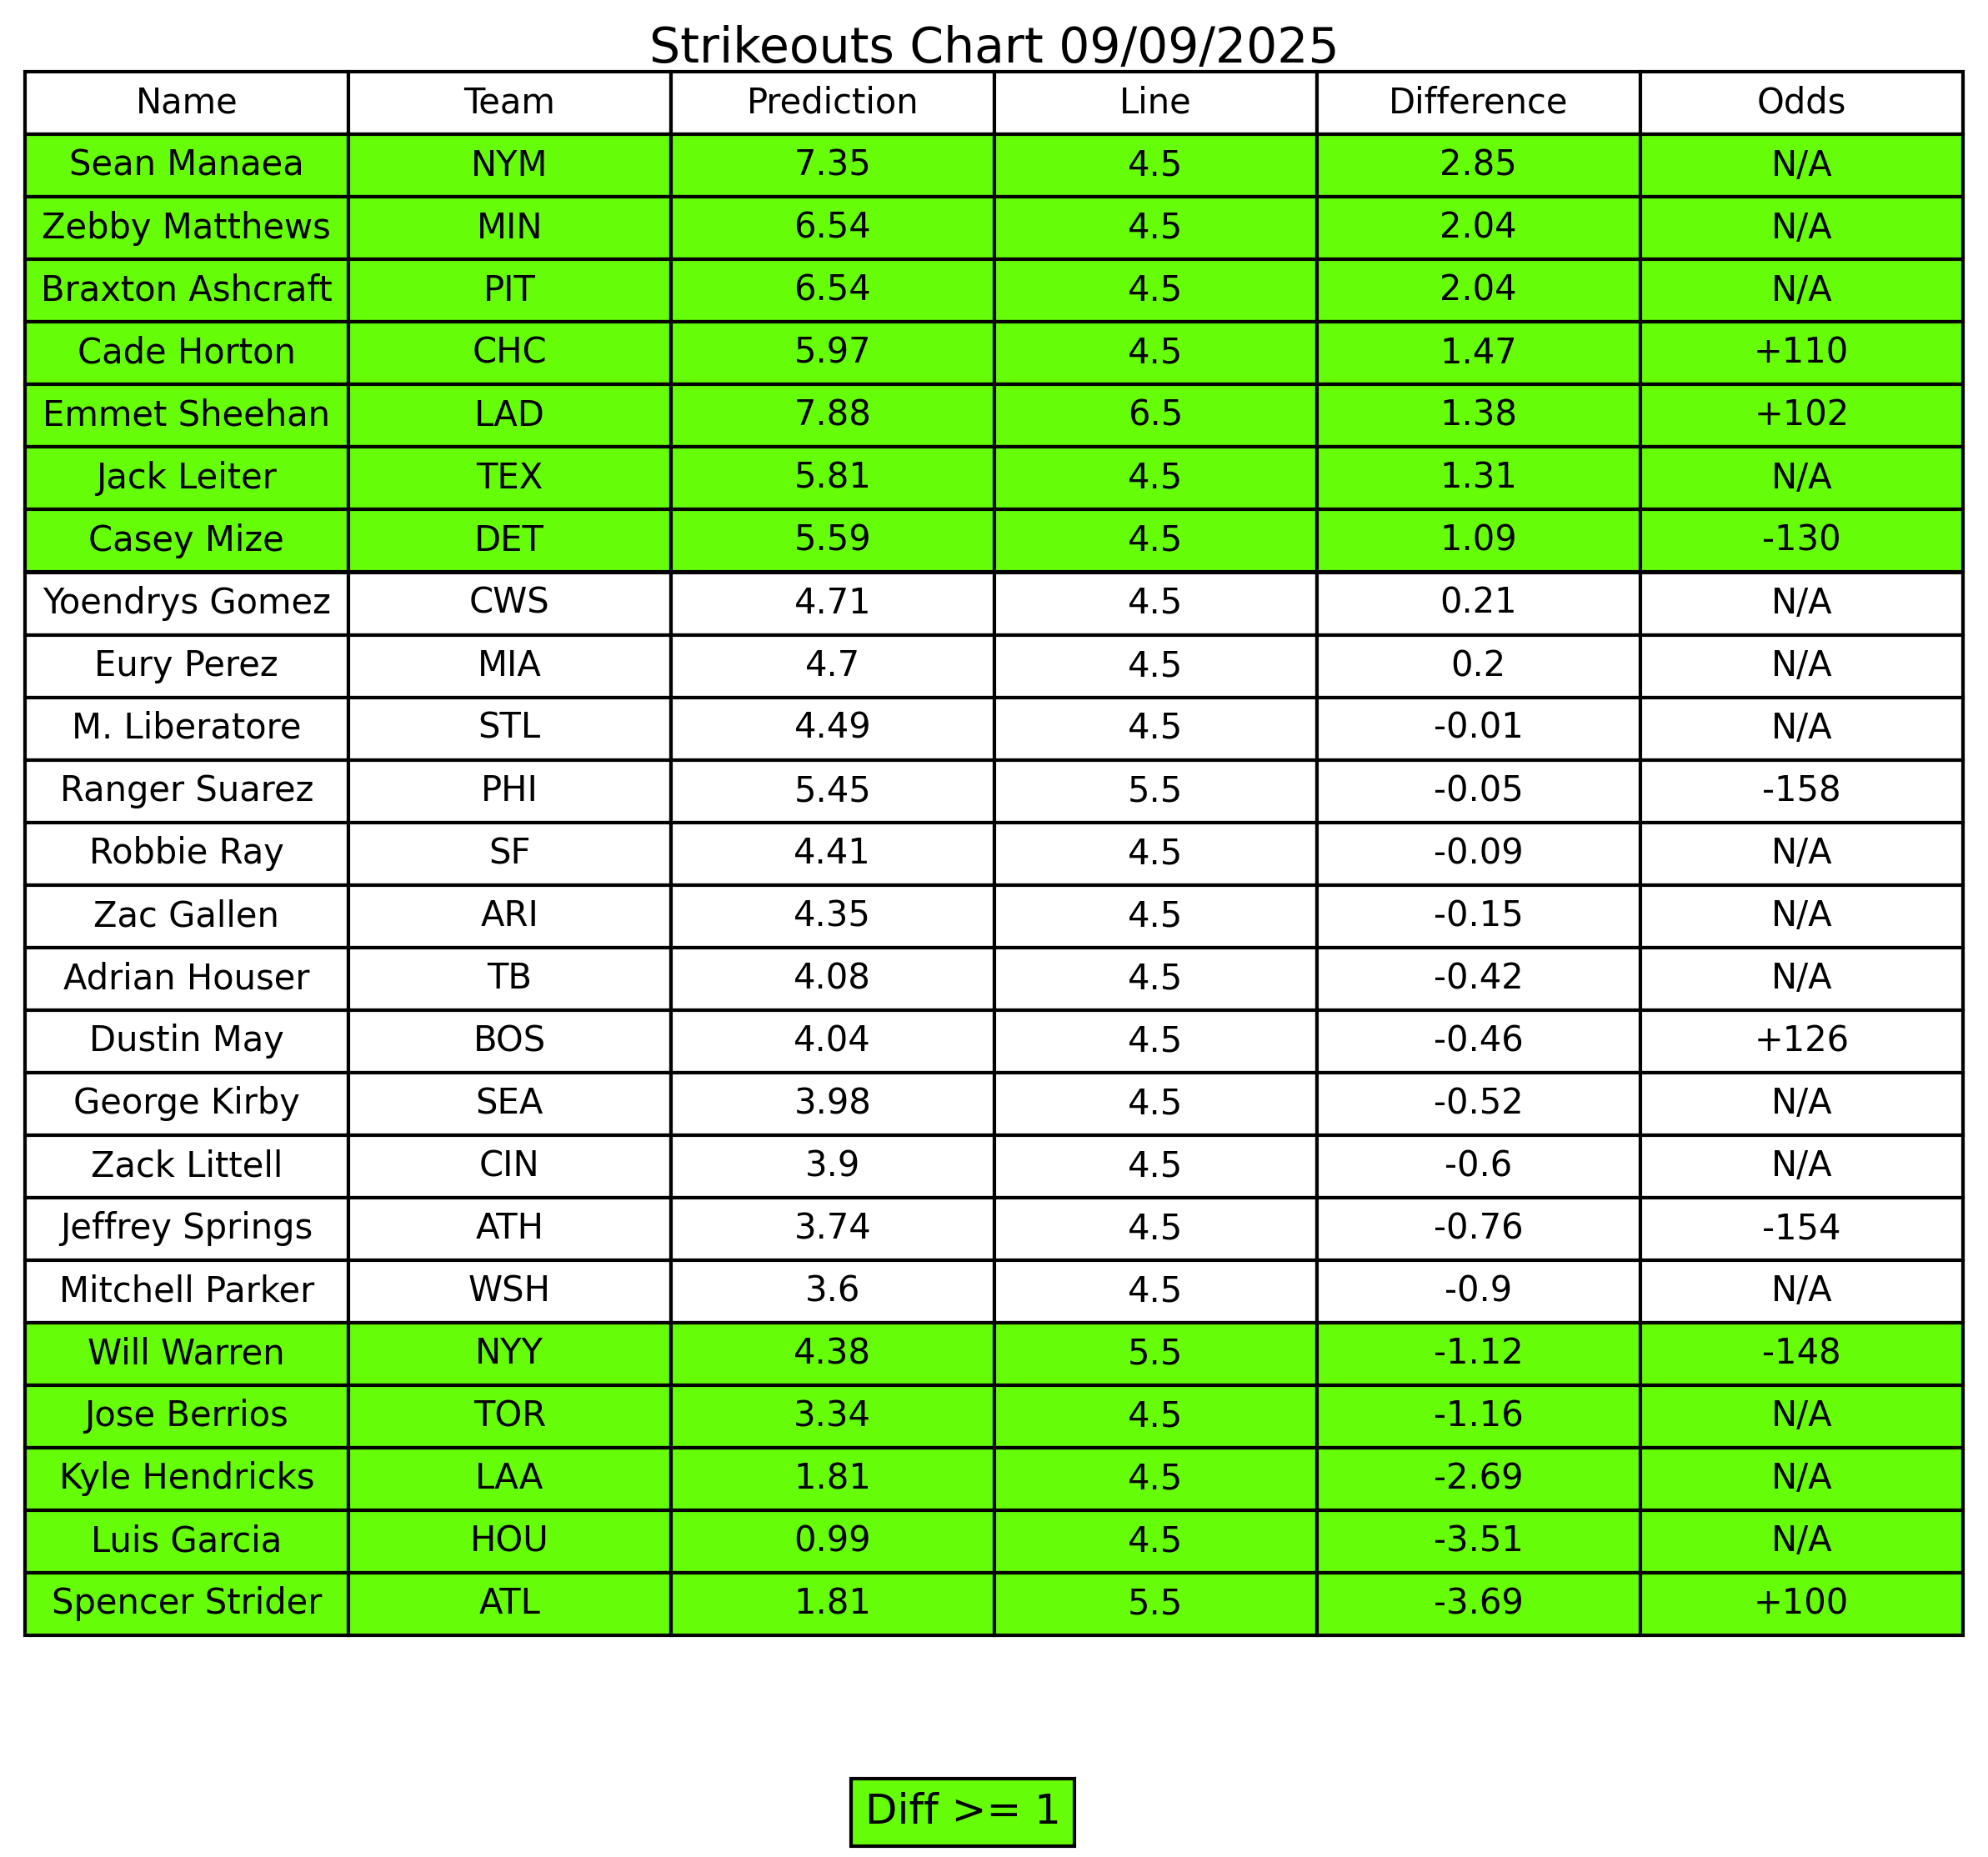 Strikeouts Chart 09/09/2025
Name Team Prediction Line Difference Odds
Sean Manaea NYM 7.35 4.5 2.85 N/A
Zebby Matthews MIN 6.54 4.5 2.04 N/A
Braxton Ashcraft PIT 6.54 4.5 2.04 N/A
Cade Horton CHC 5.97 4.5 1.47 +110
Emmet Sheehan LAD 7.88 6.5 1.38 +102
Jack Leiter TEX 5.81 4.5 1.31 N/A
Casey Mize DET 5.59 4.5 1.09 -130
Yoendrys Gomez CWS 4.71 4.5 0.21 N/A
Eury Perez MIA 4.7 4.5 0.2 N/A
M. Liberatore STL 4.49 4.5 -0.01 N/A
Ranger Suarez PHI 5.45 5.5 -0.05 -158
Robbie Ray SF 4.41 4.5 -0.09 N/A
Zac Gallen ARI 4.35 4.5 -0.15 N/A
Adrian Houser TB 4.08 4.5 -0.42 N/A
Dustin May BOS 4.04 4.5 -0.46 +126
George Kirby SEA 3.98 4.5 -0.52 N/A
Zack Littell CIN 3.9 4.5 -0.6 N/A
Jeffrey Springs ATH 3.74 4.5 -0.76 -154
Mitchell Parker WSH 3.6 4.5 -0.9 N/A
Will Warren NYY 4.38 5.5 -1.12 -148
Jose Berrios TOR 3.34 4.5 -1.16 N/A
Kyle Hendricks LAA 1.81 4.5 -2.69 N/A
Luis Garcia HOU 0.99 4.5 -3.51 N/A
Spencer Strider ATL 1.81 5.5 -3.69 +100
Diff >= 1